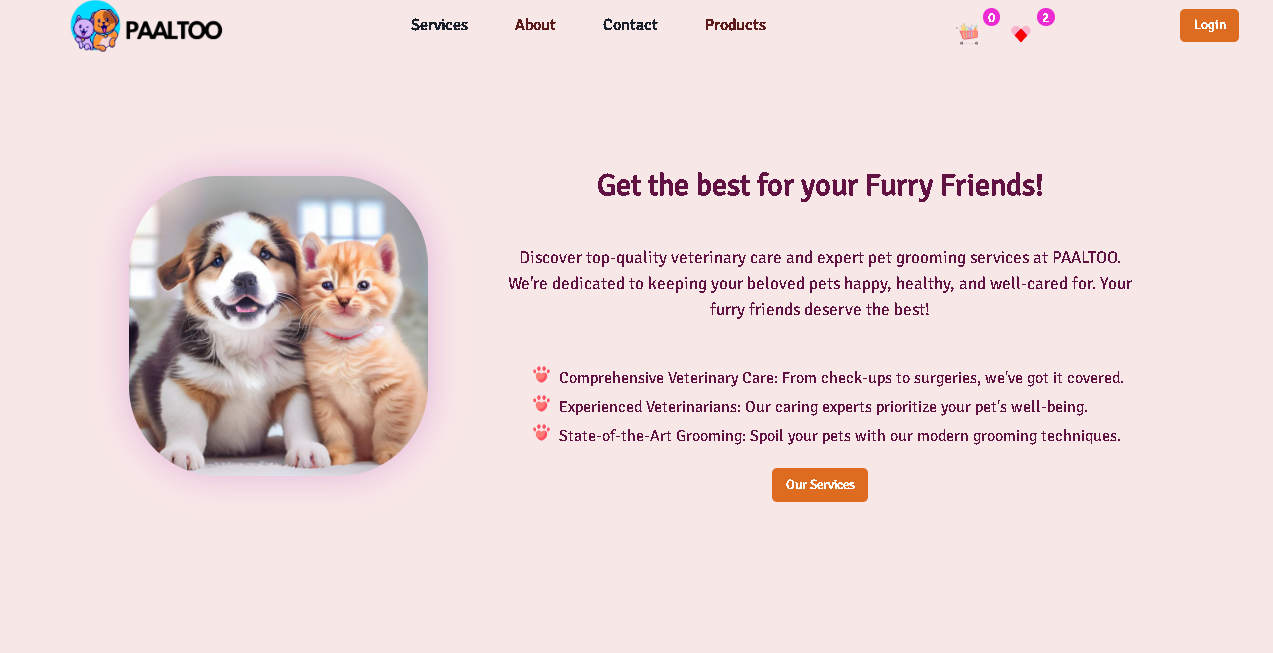 PAALTOO
Services About Contact Products
0 2
Login
Get the best for your Furry Friends!
Discover top-quality veterinary care and expert pet grooming services at PAALTOO.
We're dedicated to keeping your beloved pets happy, healthy, and well-cared for. Your
furry friends deserve the best!
Comprehensive Veterinary Care: From check-ups to surgeries, we've got it covered.
Experienced Veterinarians: Our caring experts prioritize your pet's well-being.
State-of-the-Art Grooming: Spoil your pets with our modern grooming techniques.
Our Services